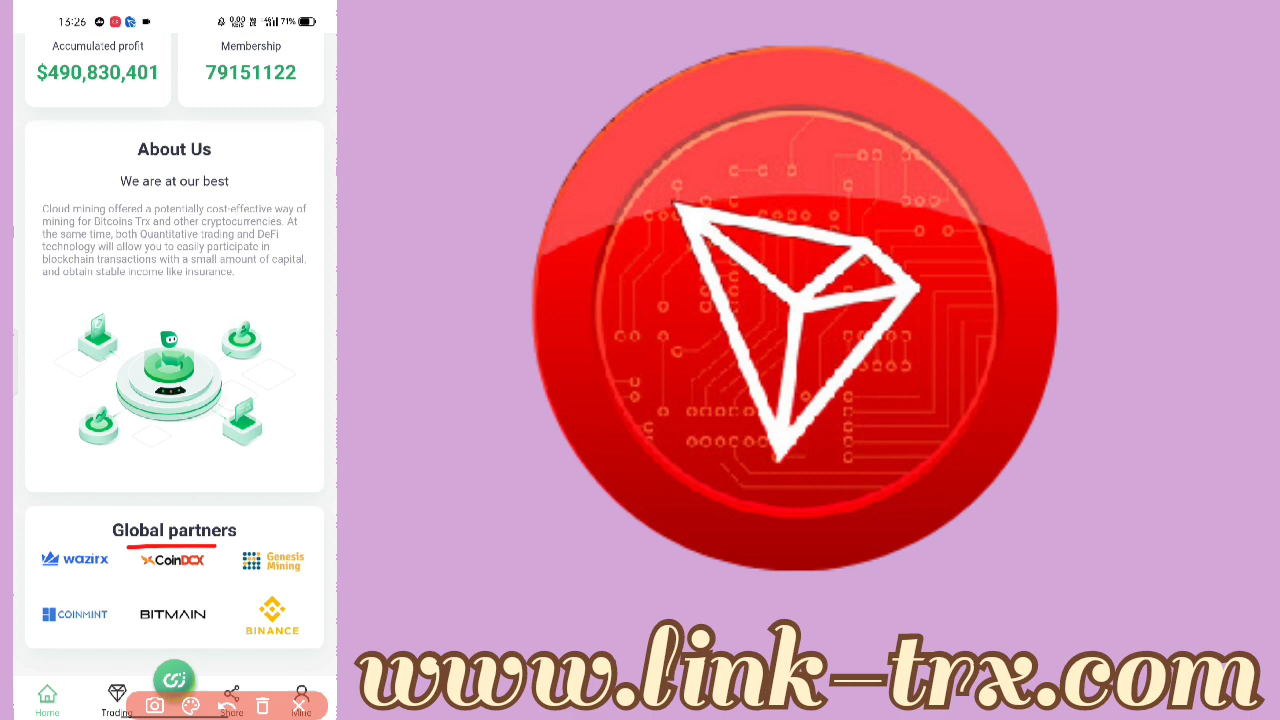 13:26
71%
Accumulated profit
Membership
$490,830,401
79151122
About Us
We are at our best
Cloud mining offered a potentially cost-effective way of
mining for Bitcoins Trx and other cryptocurrencies. At
the same time, both Quantitative trading and DeFi
technology will allow you to easily participate in
blockchain transactions with a small amount of capital,
and obtain stable income like insurance.
Global partners
wazirx
CoinDCX
Genesis
Mining
COINMINT
BITMAIN
BINANCE
Home
Trading
Share
Mine
www.link-trx.com